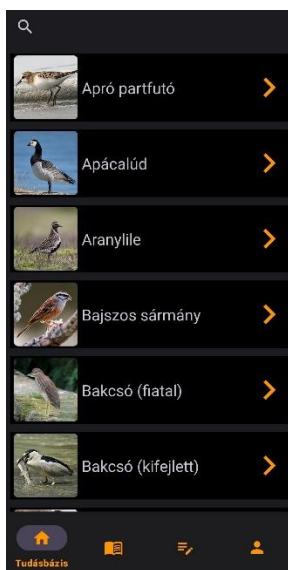 Apró partfutó
Apácalúd
Aranylile
Bajszos sármány
Bakcsó (fiatal)
Bakcsó (kifejlett)
Tudásbázis